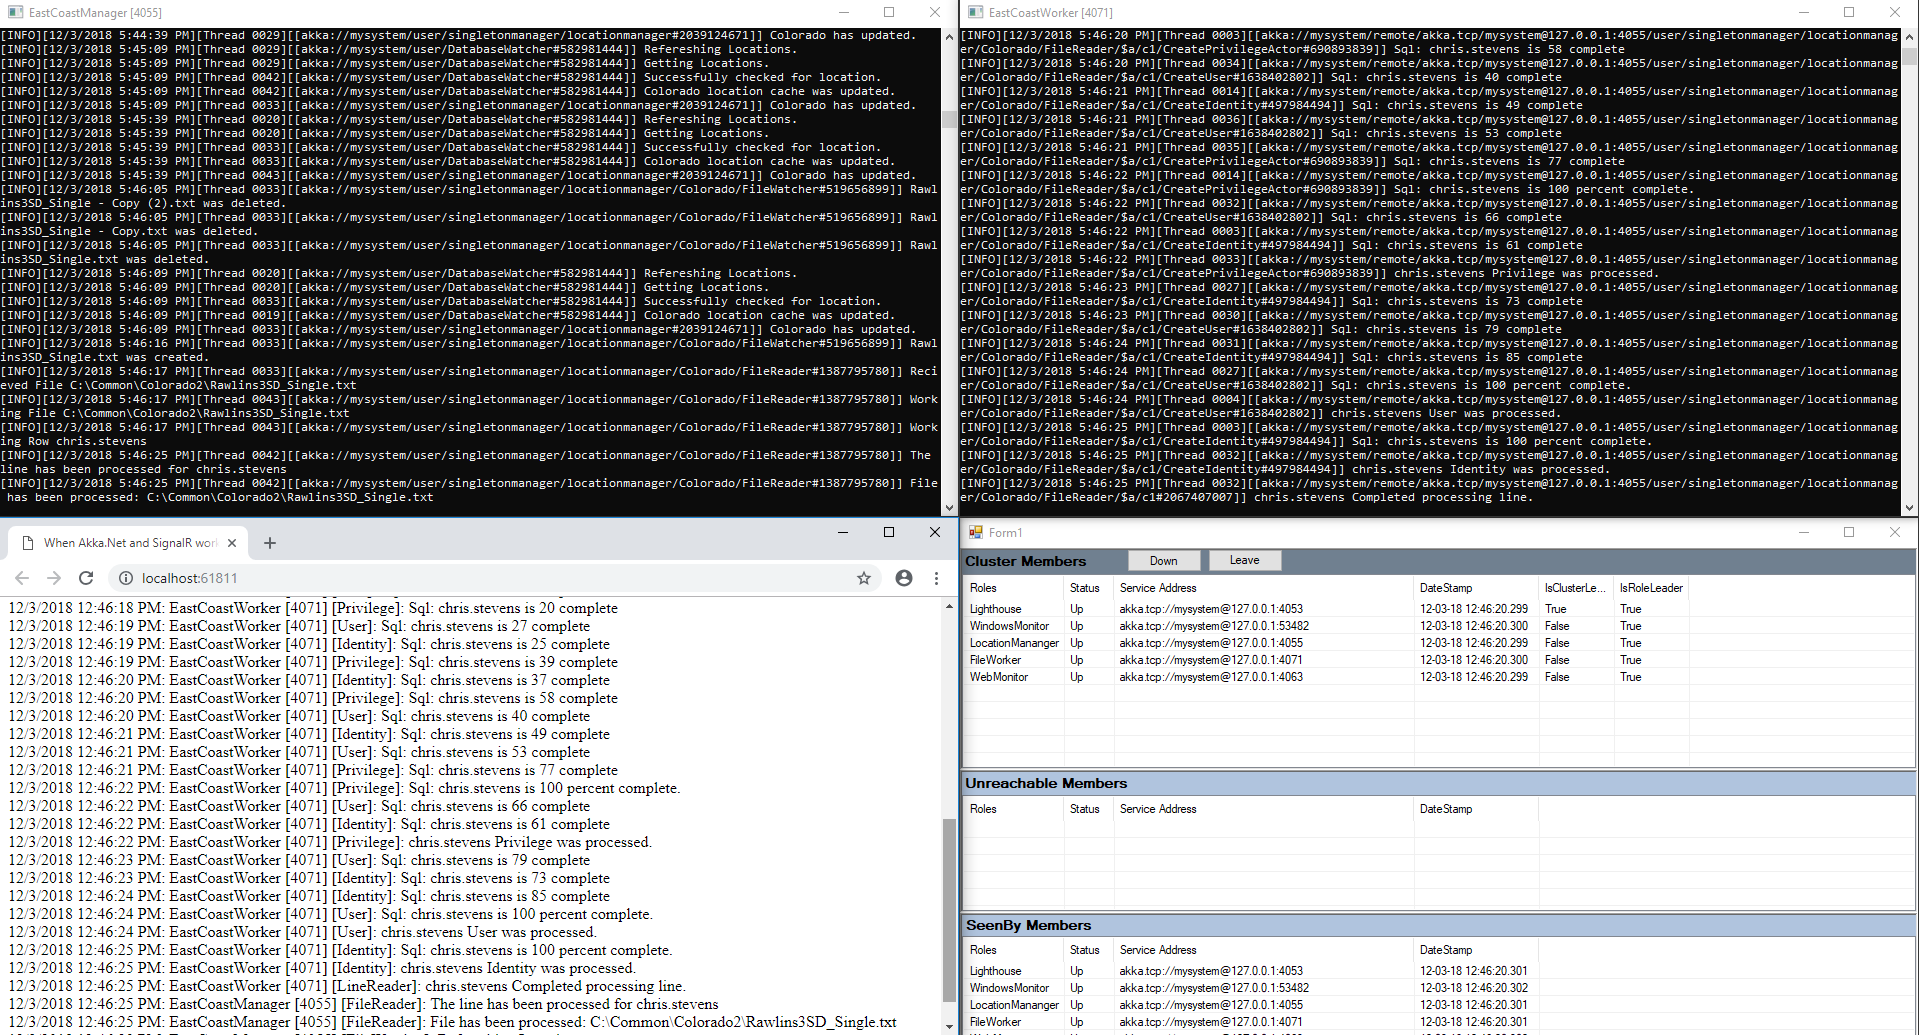 EastCoastManager [4055]
[INFO][12/3/2018 5:44:39 PM][Thread 0029][[akka://mysystem/user/singletonmanager/locationmanager#2039124671]] Colorado has updated.
[INFO][12/3/2018 5:45:09 PM][Thread 0029][[akka://mysystem/user/DatabaseWatcher#582981444]] Refereshing Locations.
[INFO][12/3/2018 5:45:09 PM][Thread 0029][[akka://mysystem/user/DatabaseWatcher#582981444]] Getting Locations.
[INFO][12/3/2018 5:45:09 PM][Thread 0042][[akka://mysystem/user/DatabaseWatcher#582981444]] Successfully checked for location.
[INFO][12/3/2018 5:45:09 PM][Thread 0042][[akka://mysystem/user/DatabaseWatcher#582981444]] Colorado location cache was updated.
[INFO][12/3/2018 5:45:09 PM][Thread 0033][[akka://mysystem/user/singletonmanager/locationmanager#2039124671]] Colorado has updated.
[INFO][12/3/2018 5:45:39 PM][Thread 0020][[akka://mysystem/user/DatabaseWatcher#582981444]] Refereshing Locations.
[INFO][12/3/2018 5:45:39 PM][Thread 0020][[akka://mysystem/user/DatabaseWatcher#582981444]] Getting Locations.
[INFO][12/3/2018 5:45:39 PM][Thread 0033][[akka://mysystem/user/DatabaseWatcher#582981444]] Successfully checked for location.
[INFO][12/3/2018 5:45:39 PM][Thread 0033][[akka://mysystem/user/DatabaseWatcher#582981444]] Colorado location cache was updated.
[INFO][12/3/2018 5:45:39 PM][Thread 0043][[akka://mysystem/user/singletonmanager/locationmanager#2039124671]] Colorado has updated.
[INFO][12/3/2018 5:46:05 PM][Thread 0033][[akka://mysystem/user/singletonmanager/locationmanager/Colorado/FileWatcher#519656899]] Rawl
ins3SD_Single - Copy (2).txt was deleted.
[INFO][12/3/2018 5:46:05 PM][Thread 0033][[akka://mysystem/user/singletonmanager/locationmanager/Colorado/FileWatcher#519656899]] Rawl
ins3SD_Single - Copy.txt was deleted.
[INFO][12/3/2018 5:46:05 PM][Thread 0033][[akka://mysystem/user/singletonmanager/locationmanager/Colorado/FileWatcher#519656899]] Rawl
ins3SD_Single.txt was deleted.
[INFO][12/3/2018 5:46:09 PM][Thread 0020][[akka://mysystem/user/DatabaseWatcher#582981444]] Refereshing Locations.
[INFO][12/3/2018 5:46:09 PM][Thread 0020][[akka://mysystem/user/DatabaseWatcher#582981444]] Getting Locations.
[INFO][12/3/2018 5:46:09 PM][Thread 0033][[akka://mysystem/user/DatabaseWatcher#582981444]] Successfully checked for location.
[INFO][12/3/2018 5:46:09 PM][Thread 0019][[akka://mysystem/user/DatabaseWatcher#582981444]] Colorado location cache was updated.
[INFO][12/3/2018 5:46:09 PM][Thread 0033][[akka://mysystem/user/singletonmanager/locationmanager#2039124671]] Colorado has updated.
[INFO][12/3/2018 5:46:16 PM][Thread 0033][[akka://mysystem/user/singletonmanager/locationmanager/Colorado/FileWatcher#519656899]] Rawl
ins3SD_Single.txt was created.
[INFO][12/3/2018 5:46:17 PM][Thread 0033][[akka://mysystem/user/singletonmanager/locationmanager/Colorado/FileReader#1387795780]] Reci
eved File C:\Common\Colorado2\Rawlins3SD_Single.txt
[INFO][12/3/2018 5:46:17 PM][Thread 0043][[akka://mysystem/user/singletonmanager/locationmanager/Colorado/FileReader#1387795780]] Work
ing File C:\Common\Colorado2\Rawlins3SD_Single.txt
[INFO][12/3/2018 5:46:17 PM][Thread 0043][[akka://mysystem/user/singletonmanager/locationmanager/Colorado/FileReader#1387795780]] Work
ing Row chris.stevens
[INFO][12/3/2018 5:46:25 PM][Thread 0042][[akka://mysystem/user/singletonmanager/locationmanager/Colorado/FileReader#1387795780]] The
line has been processed for chris.stevens
[INFO][12/3/2018 5:46:25 PM][Thread 0042][[akka://mysystem/user/singletonmanager/locationmanager/Colorado/FileReader#1387795780]] File
has been processed: C:\Common\Colorado2\Rawlins3SD_Single.txt
EastCoastWorker [4071]
[INFO][12/3/2018 5:46:20 PM][Thread 0003][[akka://mysystem/remote/akka.tcp/mysystem@127.0.0.1:4055/user/singletonmanager/locationmanag
er/Colorado/FileReader/$a/c1/CreatePrivilegeActor#690893839]] Sql: chris.stevens is 58 complete
[INFO][12/3/2018 5:46:20 PM][Thread 0034][[akka://mysystem/remote/akka.tcp/mysystem@127.0.0.1:4055/user/singletonmanager/locationmanag
er/Colorado/FileReader/$a/c1/CreateUser#1638402802]] Sql: chris.stevens is 40 complete
[INFO][12/3/2018 5:46:21 PM][Thread 0014][[akka://mysystem/remote/akka.tcp/mysystem@127.0.0.1:4055/user/singletonmanager/locationmanag
er/Colorado/FileReader/$a/c1/CreateIdentity#497984494]] Sql: chris.stevens is 49 complete
[INFO][12/3/2018 5:46:21 PM][Thread 0036][[akka://mysystem/remote/akka.tcp/mysystem@127.0.0.1:4055/user/singletonmanager/locationmanag
er/Colorado/FileReader/$a/c1/CreateUser#1638402802]] Sql: chris.stevens is 53 complete
[INFO][12/3/2018 5:46:21 PM][Thread 0035][[akka://mysystem/remote/akka.tcp/mysystem@127.0.0.1:4055/user/singletonmanager/locationmanag
er/Colorado/FileReader/$a/c1/CreatePrivilegeActor#690893839]] Sql: chris.stevens is 77 complete
[INFO][12/3/2018 5:46:22 PM][Thread 0014][[akka://mysystem/remote/akka.tcp/mysystem@127.0.0.1:4055/user/singletonmanager/locationmanag
er/Colorado/FileReader/$a/c1/CreatePrivilegeActor#690893839]] Sql: chris.stevens is 100 percent complete.
[INFO][12/3/2018 5:46:22 PM][Thread 0032][[akka://mysystem/remote/akka.tcp/mysystem@127.0.0.1:4055/user/singletonmanager/locationmanag
er/Colorado/FileReader/$a/c1/CreateUser#1638402802]] Sql: chris.stevens is 66 complete
[INFO][12/3/2018 5:46:22 PM][Thread 0003][[akka://mysystem/remote/akka.tcp/mysystem@127.0.0.1:4055/user/singletonmanager/locationmanag
er/Colorado/FileReader/$a/c1/CreateIdentity#497984494]] Sql: chris.stevens is 61 complete
[INFO][12/3/2018 5:46:22 PM][Thread 0033][[akka://mysystem/remote/akka.tcp/mysystem@127.0.0.1:4055/user/singletonmanager/locationmanag
er/Colorado/FileReader/$a/c1/CreatePrivilegeActor#690893839]] chris.stevens Privilege was processed.
[INFO][12/3/2018 5:46:23 PM][Thread 0027][[akka://mysystem/remote/akka.tcp/mysystem@127.0.0.1:4055/user/singletonmanager/locationmanag
er/Colorado/FileReader/$a/c1/CreateIdentity#497984494]] Sql: chris.stevens is 73 complete
[INFO][12/3/2018 5:46:23 PM][Thread 0030][[akka://mysystem/remote/akka.tcp/mysystem@127.0.0.1:4055/user/singletonmanager/locationmanag
er/Colorado/FileReader/$a/c1/CreateUser#1638402802]] Sql: chris.stevens is 79 complete
[INFO][12/3/2018 5:46:24 PM][Thread 0031][[akka://mysystem/remote/akka.tcp/mysystem@127.0.0.1:4055/user/singletonmanager/locationmanag
er/Colorado/FileReader/$a/c1/CreateIdentity#497984494]] Sql: chris.stevens is 85 complete
[INFO][12/3/2018 5:46:24 PM][Thread 0027][[akka://mysystem/remote/akka.tcp/mysystem@127.0.0.1:4055/user/singletonmanager/locationmanag
er/Colorado/FileReader/$a/c1/CreateUser#1638402802]] Sql: chris.stevens is 100 percent complete.
[INFO][12/3/2018 5:46:24 PM][Thread 0004][[akka://mysystem/remote/akka.tcp/mysystem@127.0.0.1:4055/user/singletonmanager/locationmanag
er/Colorado/FileReader/$a/c1/CreateUser#1638402802]] chris.stevens User was processed.
[INFO][12/3/2018 5:46:25 PM][Thread 0003][[akka://mysystem/remote/akka.tcp/mysystem@127.0.0.1:4055/user/singletonmanager/locationmanag
er/Colorado/FileReader/$a/c1/CreateIdentity#497984494]] Sql: chris.stevens is 100 percent complete.
[INFO][12/3/2018 5:46:25 PM][Thread 0032][[akka://mysystem/remote/akka.tcp/mysystem@127.0.0.1:4055/user/singletonmanager/locationmanag
er/Colorado/FileReader/$a/c1/CreateIdentity#497984494]] chris.stevens Identity was processed.
[INFO][12/3/2018 5:46:25 PM][Thread 0032][[akka://mysystem/remote/akka.tcp/mysystem@127.0.0.1:4055/user/singletonmanager/locationmanag
er/Colorado/FileReader/$a/c1#2067407007]] chris.stevens Completed processing line.
When Akka.Net and SignalR wor
localhost:61811
12/3/2018 12:46:18 PM: EastCoastWorker [4071] [Privilege]: Sql: chris.stevens is 20 complete
12/3/2018 12:46:19 PM: EastCoastWorker [4071] [User]: Sql: chris.stevens is 27 complete
12/3/2018 12:46:19 PM: EastCoastWorker [4071] [Identity]: Sql: chris.stevens is 25 complete
12/3/2018 12:46:19 PM: EastCoastWorker [4071] [Privilege]: Sql: chris.stevens is 39 complete
12/3/2018 12:46:20 PM: EastCoastWorker [4071] [Identity]: Sql: chris.stevens is 37 complete
12/3/2018 12:46:20 PM: EastCoastWorker [4071] [Privilege]: Sql: chris.stevens is 58 complete
12/3/2018 12:46:20 PM: EastCoastWorker [4071] [User]: Sql: chris.stevens is 40 complete
12/3/2018 12:46:21 PM: EastCoastWorker [4071] [Identity]: Sql: chris.stevens is 49 complete
12/3/2018 12:46:21 PM: EastCoastWorker [4071] [User]: Sql: chris.stevens is 53 complete
12/3/2018 12:46:21 PM: EastCoastWorker [4071] [Privilege]: Sql: chris.stevens is 77 complete
12/3/2018 12:46:22 PM: EastCoastWorker [4071] [Privilege]: Sql: chris.stevens is 100 percent complete.
12/3/2018 12:46:22 PM: EastCoastWorker [4071] [User]: Sql: chris.stevens is 66 complete
12/3/2018 12:46:22 PM: EastCoastWorker [4071] [Identity]: Sql: chris.stevens is 61 complete
12/3/2018 12:46:22 PM: EastCoastWorker [4071] [Privilege]: chris.stevens Privilege was processed.
12/3/2018 12:46:23 PM: EastCoastWorker [4071] [User]: Sql: chris.stevens is 79 complete
12/3/2018 12:46:23 PM: EastCoastWorker [4071] [Identity]: Sql: chris.stevens is 73 complete
12/3/2018 12:46:24 PM: EastCoastWorker [4071] [Identity]: Sql: chris.stevens is 85 complete
12/3/2018 12:46:24 PM: EastCoastWorker [4071] [User]: Sql: chris.stevens is 100 percent complete.
12/3/2018 12:46:24 PM: EastCoastWorker [4071] [User]: chris.stevens User was processed.
12/3/2018 12:46:25 PM: EastCoastWorker [4071] [Identity]: Sql: chris.stevens is 100 percent complete.
12/3/2018 12:46:25 PM: EastCoastWorker [4071] [Identity]: chris.stevens Identity was processed.
12/3/2018 12:46:25 PM: EastCoastWorker [4071] [LineReader]: chris.stevens Completed processing line.
12/3/2018 12:46:25 PM: EastCoastManager [4055] [FileReader]: The line has been processed for chris.stevens
12/3/2018 12:46:25 PM: EastCoastManager [4055] [FileReader]: File has been processed: C:\Common\Colorado2\Rawlins3SD_Single.txt
Form1
Cluster Members Down Leave
Roles Status Service Address DateStamp IsClusterLe... IsRoleLeader
Lighthouse Up akka.tcp://mysystem@127.0.0.1:4053 12-03-18 12:46:20.299 True True
WindowsMonitor Up akka.tcp://mysystem@127.0.0.1:53482 12-03-18 12:46:20.300 False True
LocationMananger Up akka.tcp://mysystem@127.0.0.1:4055 12-03-18 12:46:20.299 False True
FileWorker Up akka.tcp://mysystem@127.0.0.1:4071 12-03-18 12:46:20.300 False True
WebMonitor Up akka.tcp://mysystem@127.0.0.1:4063 12-03-18 12:46:20.299 False True
Unreachable Members
Roles Status Service Address DateStamp
SeenBy Members
Roles Status Service Address DateStamp
Lighthouse Up akka.tcp://mysystem@127.0.0.1:4053 12-03-18 12:46:20.301
WindowsMonitor Up akka.tcp://mysystem@127.0.0.1:53482 12-03-18 12:46:20.302
LocationMananger Up akka.tcp://mysystem@127.0.0.1:4055 12-03-18 12:46:20.301
FileWorker Up akka.tcp://mysystem@127.0.0.1:4071 12-03-18 12:46:20.301